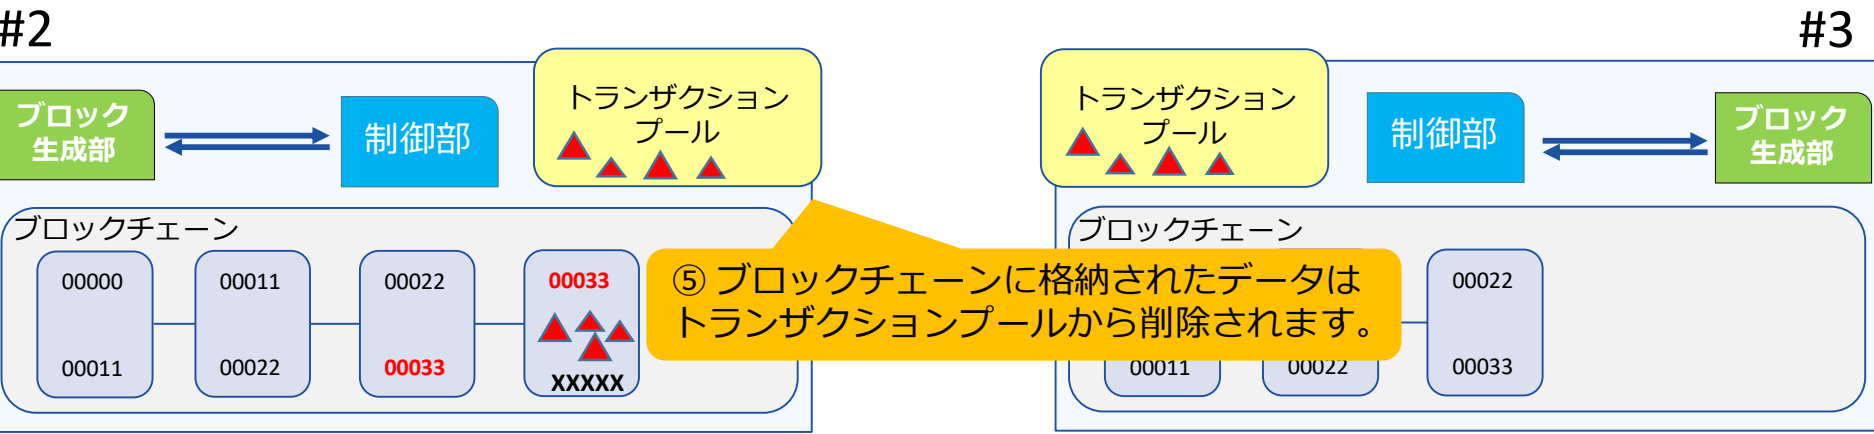 #2
ブロック
生成部
制御部
トランザクション
プール
ブロックチェーン
00000
00011
00011
00022
00022
00033
00033
XXXXX
⑤ ブロックチェーンに格納されたデータは
トランザクションプールから削除されます。
#3
トランザクション
プール
制御部
ブロック
生成部
ブロックチェーン
00011
00022
00022
00033